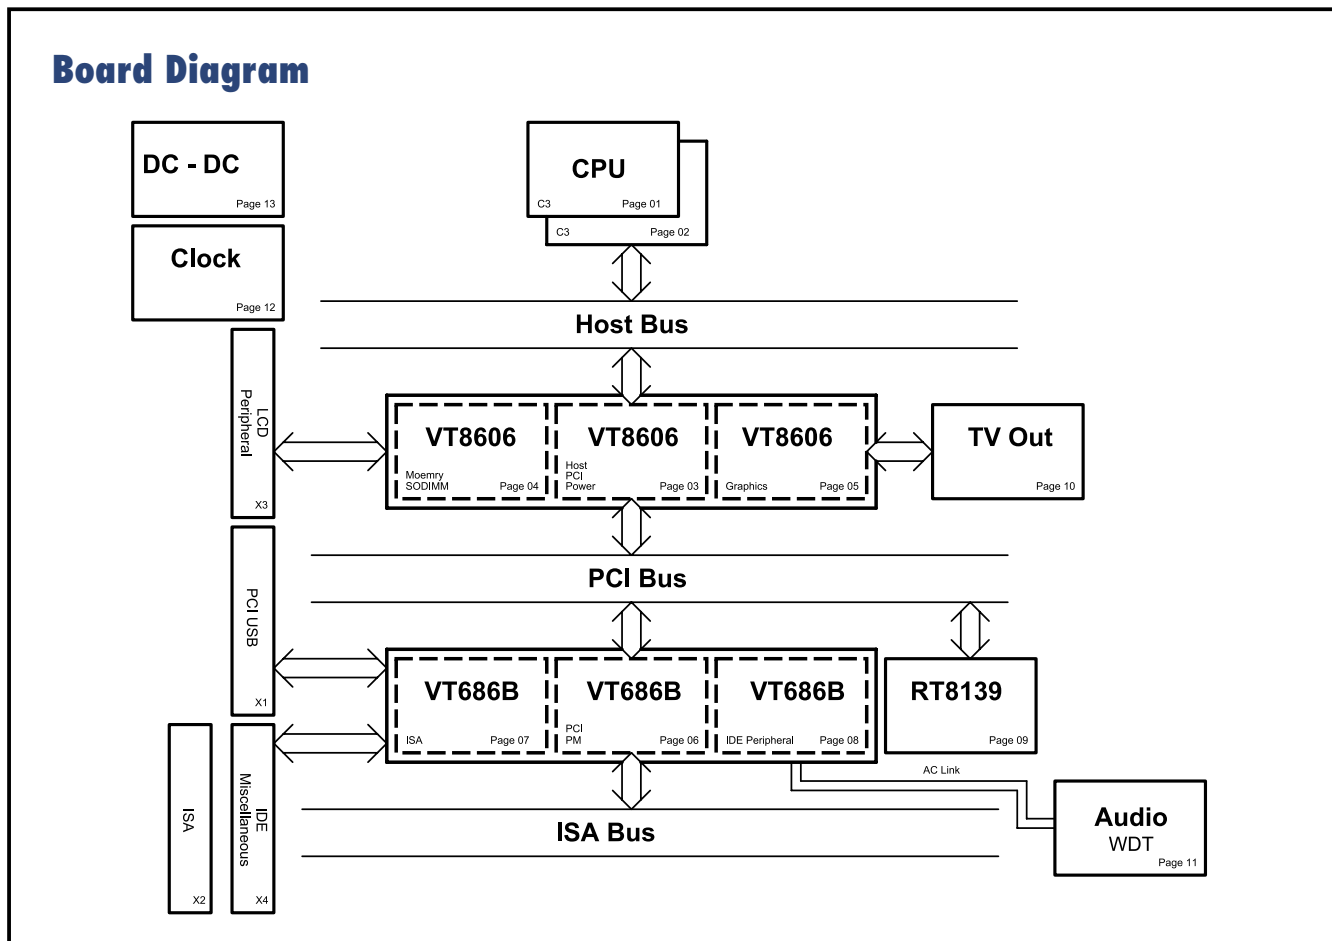 Board Diagram
DC - DC
Page 13
CPU
C3 Page 01
C3 Page 02
Clock
Page 12
Host Bus
LCD
Peripheral
X3
VT8606
Moemry
SODIMM Page 04
VT8606
Host
PCI
Power Page 03
VT8606
Graphics Page 05
TV Out
Page 10
PCI Bus
PCI USB
X1
VT686B
ISA Page 07
VT686B
PCI
PM Page 06
VT686B
IDE Peripheral Page 08
RT8139
Page 09
AC Link
ISA
X2
IDE
Miscellaneous
X4
ISA Bus
Audio
WDT
Page 11